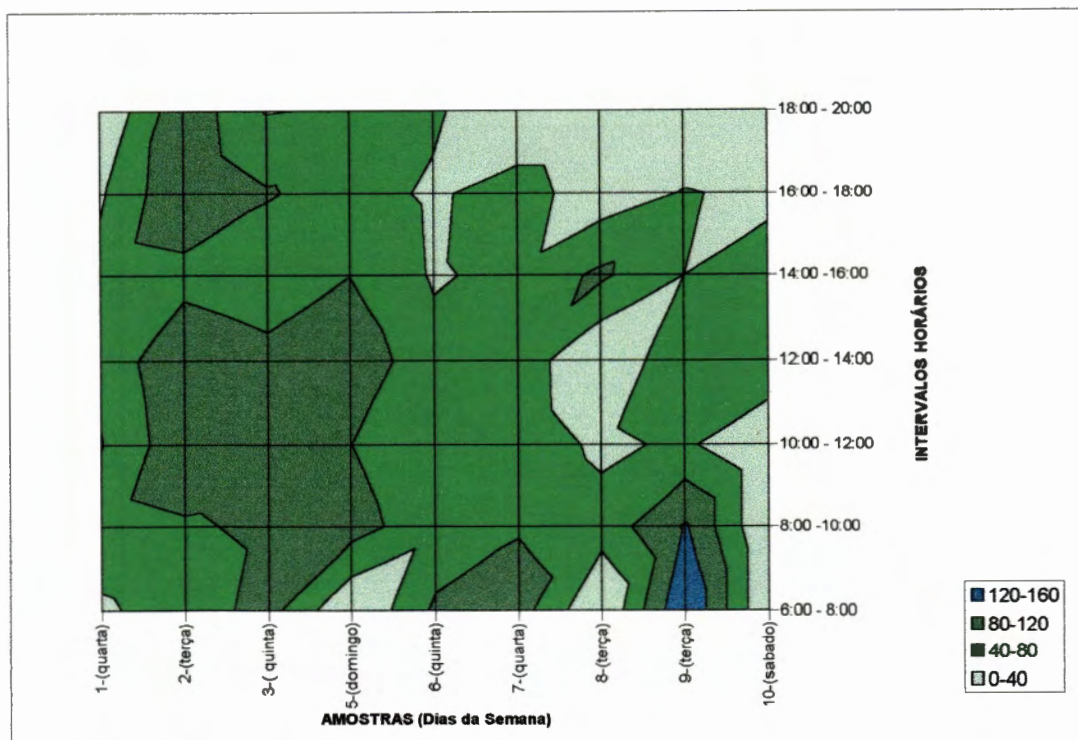 18:00 - 20:00
16:00 - 18:00
14:00 -16:00
12:00 - 14:00
10:00 - 12:00
8:00 -10:00
6:00 - 8:00
INTERVALOS HORÁRIOS
1-(quarta)
2-(terça)
3-( quinta)
5-(domingo)
6-(quinta)
7-(quarta)
8-(terça)
9-(terça)
10-(sabado)
AMOSTRAS (Dias da Semana)
120-160
80-120
40-80
0-40